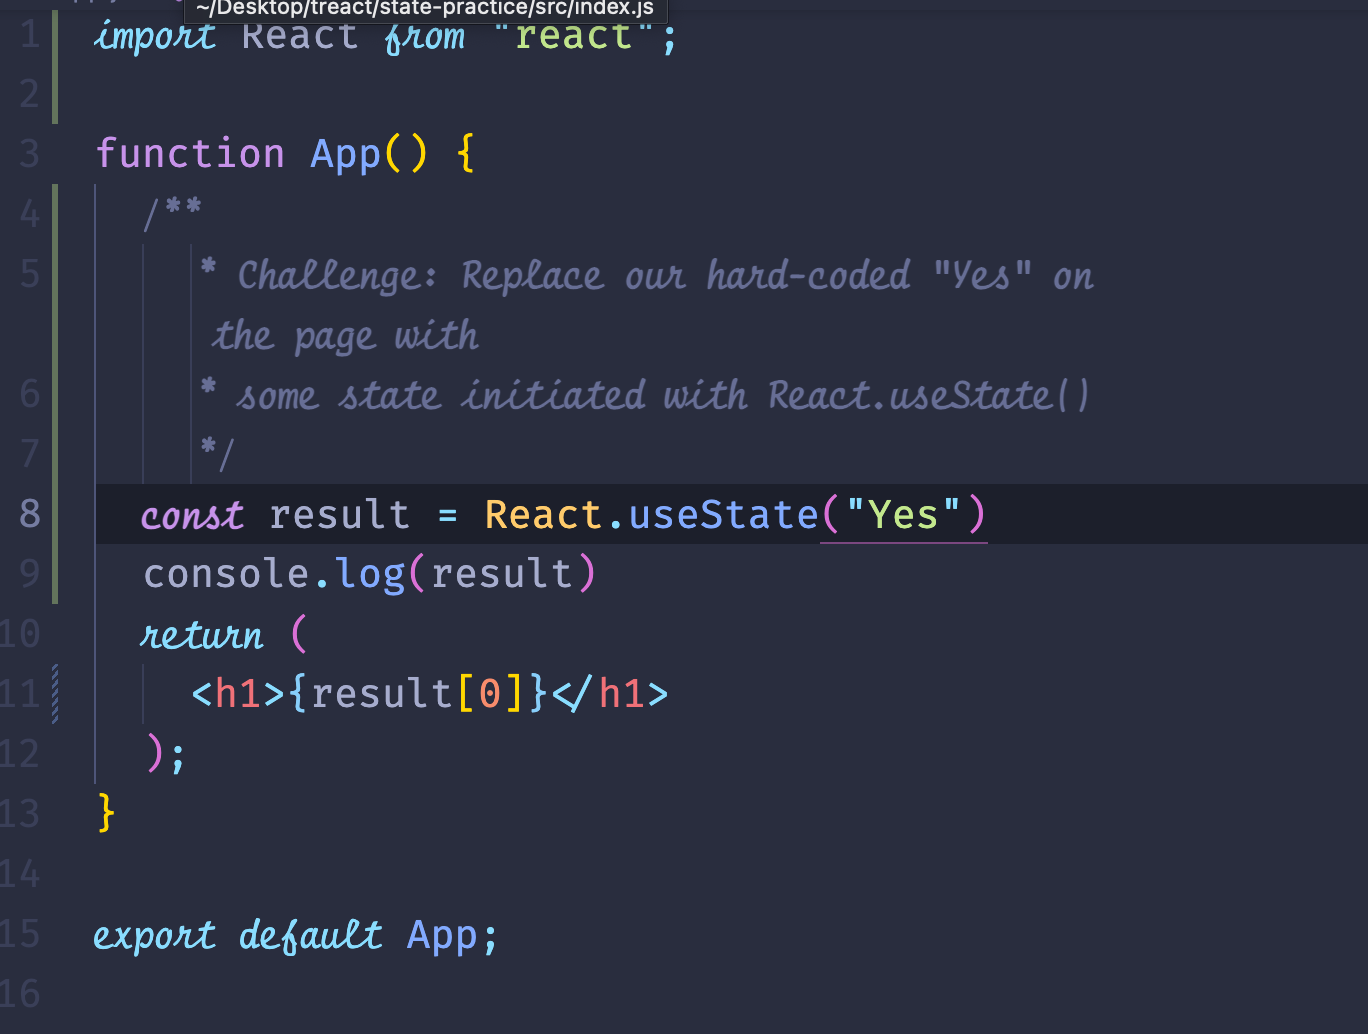 ~/Desktop/treact/state-practice/src/index.js
1 import React from "react";
2
3 function App() {
4 /**
5 * Challenge: Replace our hard-coded "Yes" on
the page with
6 * some state initiated with React.useState()
7 */
8 const result = React.useState("Yes")
9 console.log(result)
10 return (
11 <h1>{result[0]}</h1>
12 );
13 }
14
15 export default App;
16